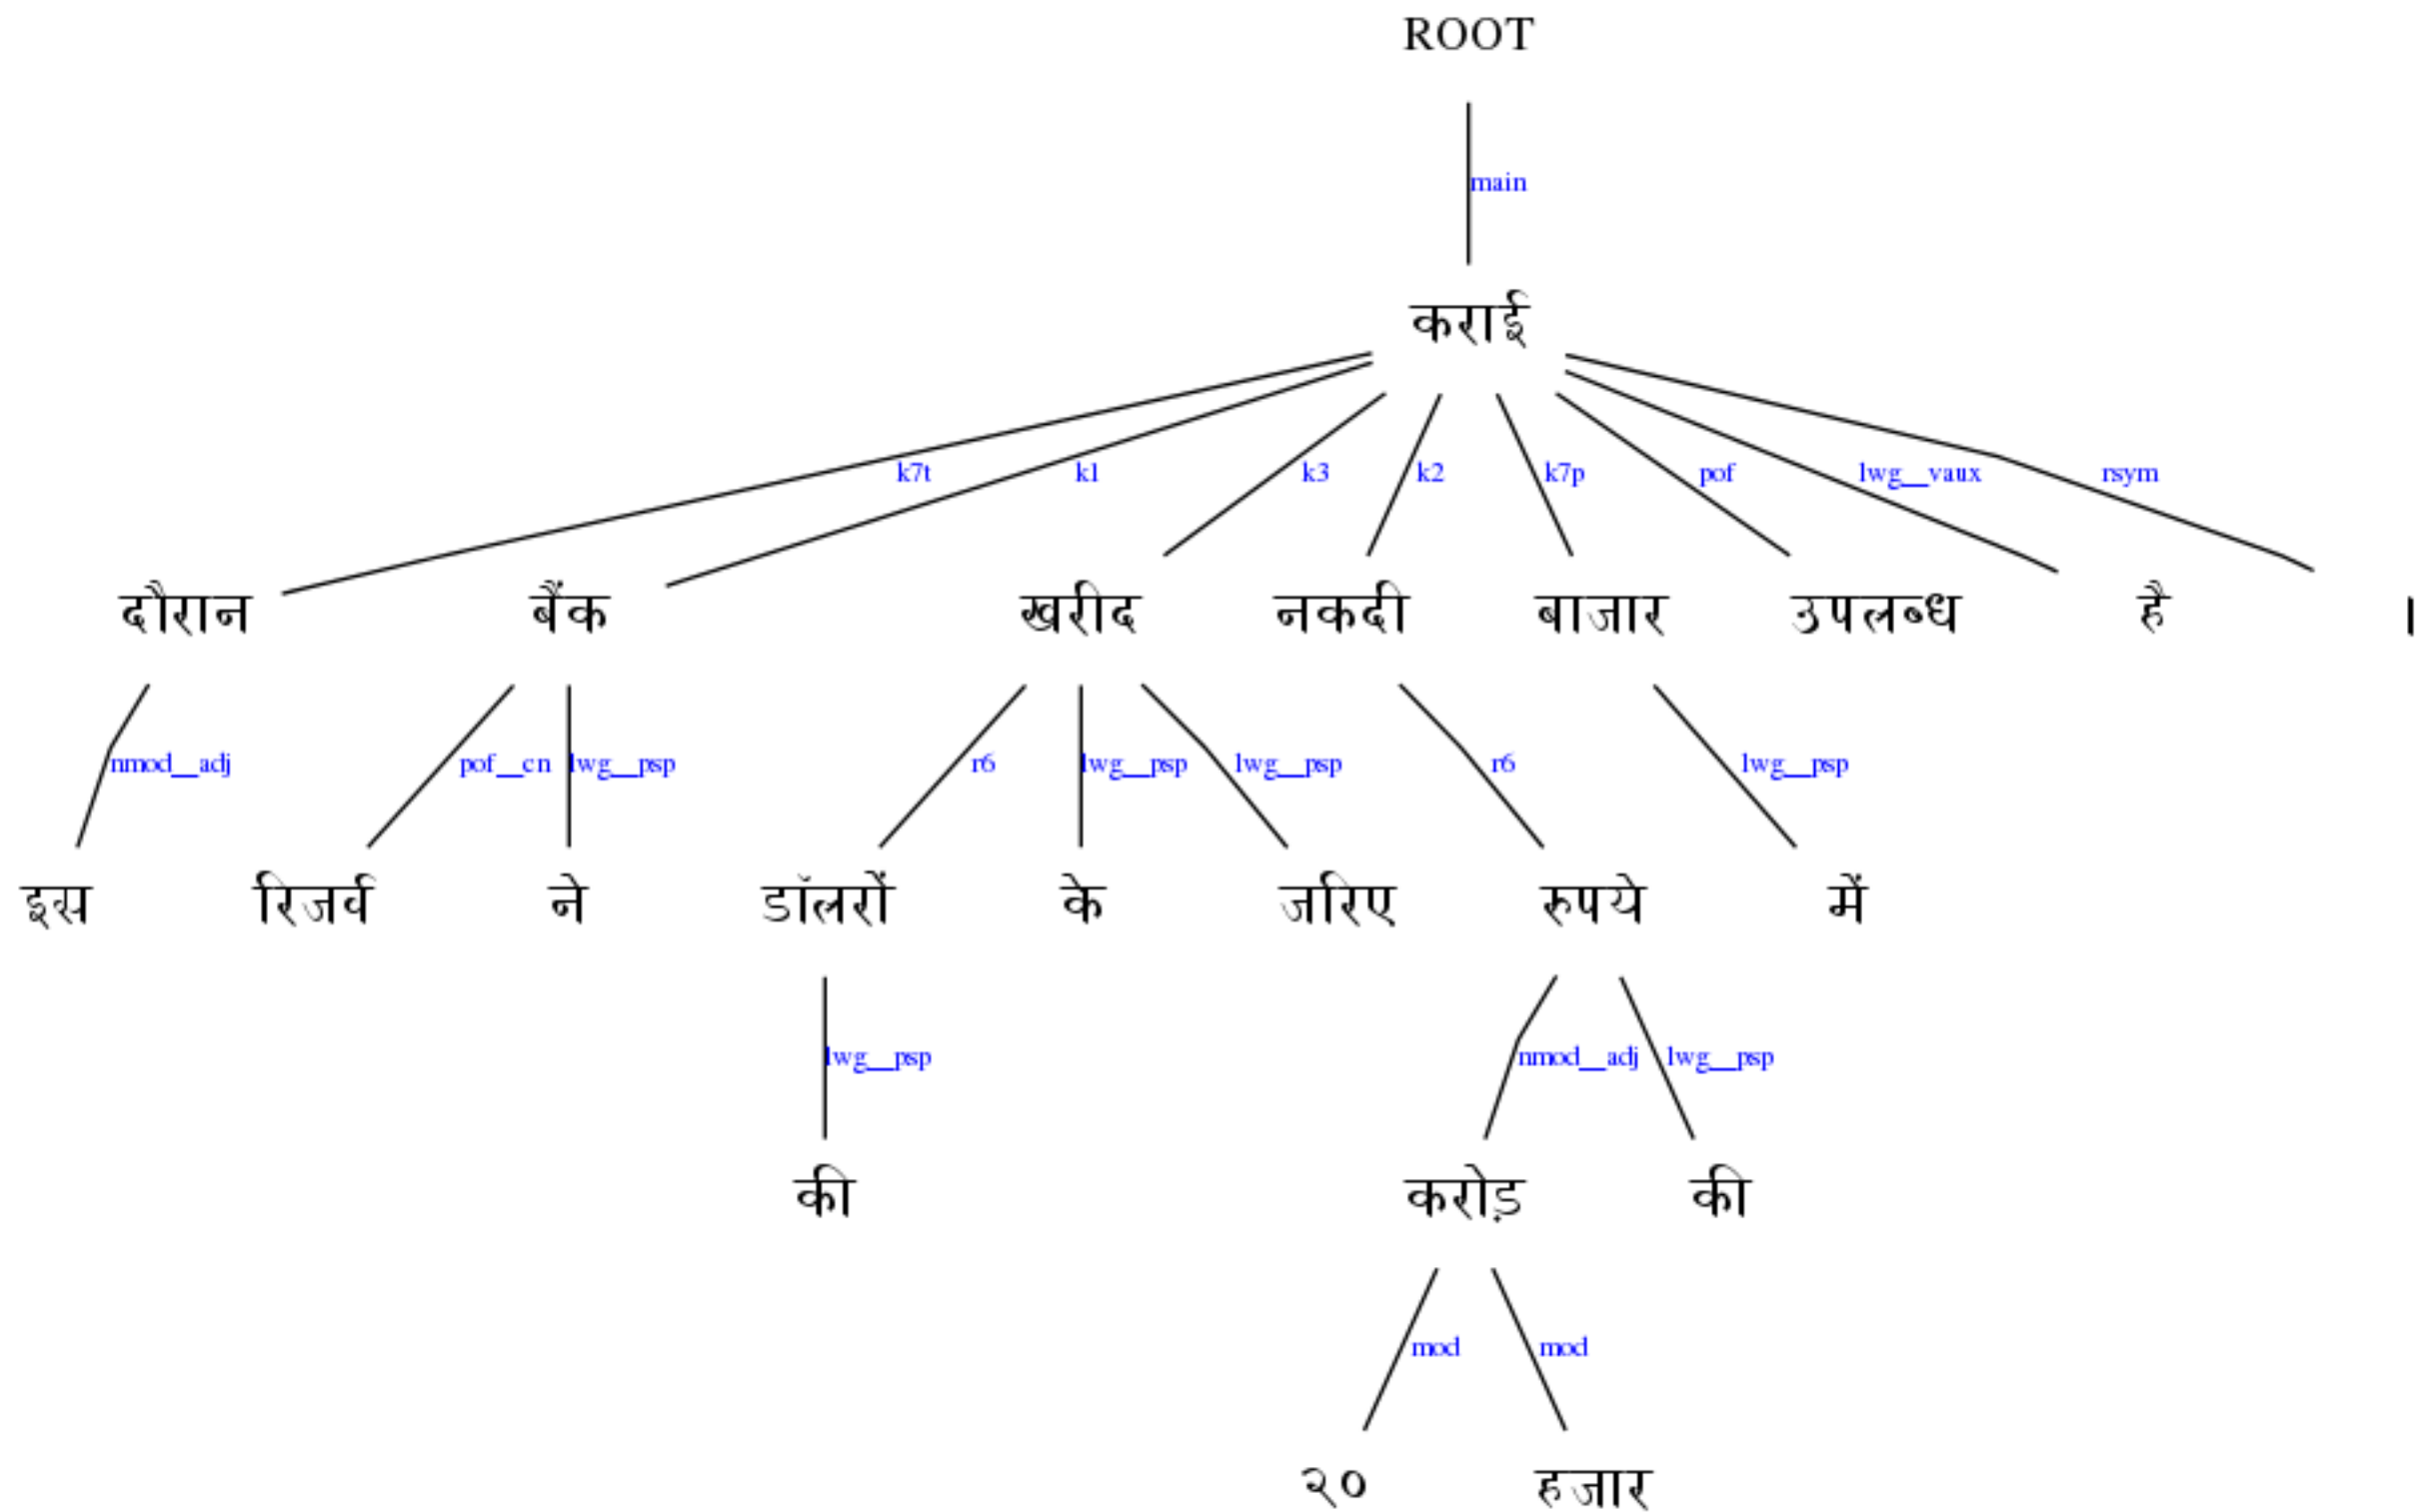 ROOT
main
कराई
k7t k1 k3 k2 k7p pof lwg__vaux rsym
दौरान बैंक खरीद नकदी बाजार उपलब्ध है ।
nmod__adj pof__cn lwg__psp r6 lwg__psp lwg__psp r6 lwg__psp
इस रिजर्व ने डॉलरों के जरिए रुपये में
lwg__psp nmod__adj lwg__psp
की करोड़ की
mod mod
२० हजार